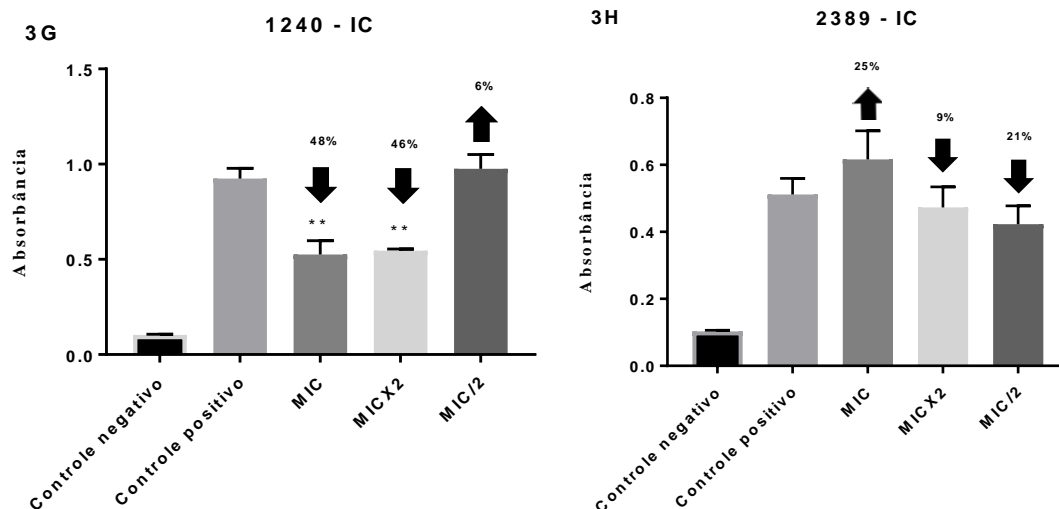 3G
1240 - IC
Absorbância
1.5
1.0
0.5
0.0
48%
46%
6%
**
**
Controle negativo
Controle positivo
MIC
MICX2
MIC/2
3H
2389 - IC
Absorbância
0.8
0.6
0.4
0.2
0.0
25%
9%
21%
Controle negativo
Controle positivo
MIC
MICX2
MIC/2